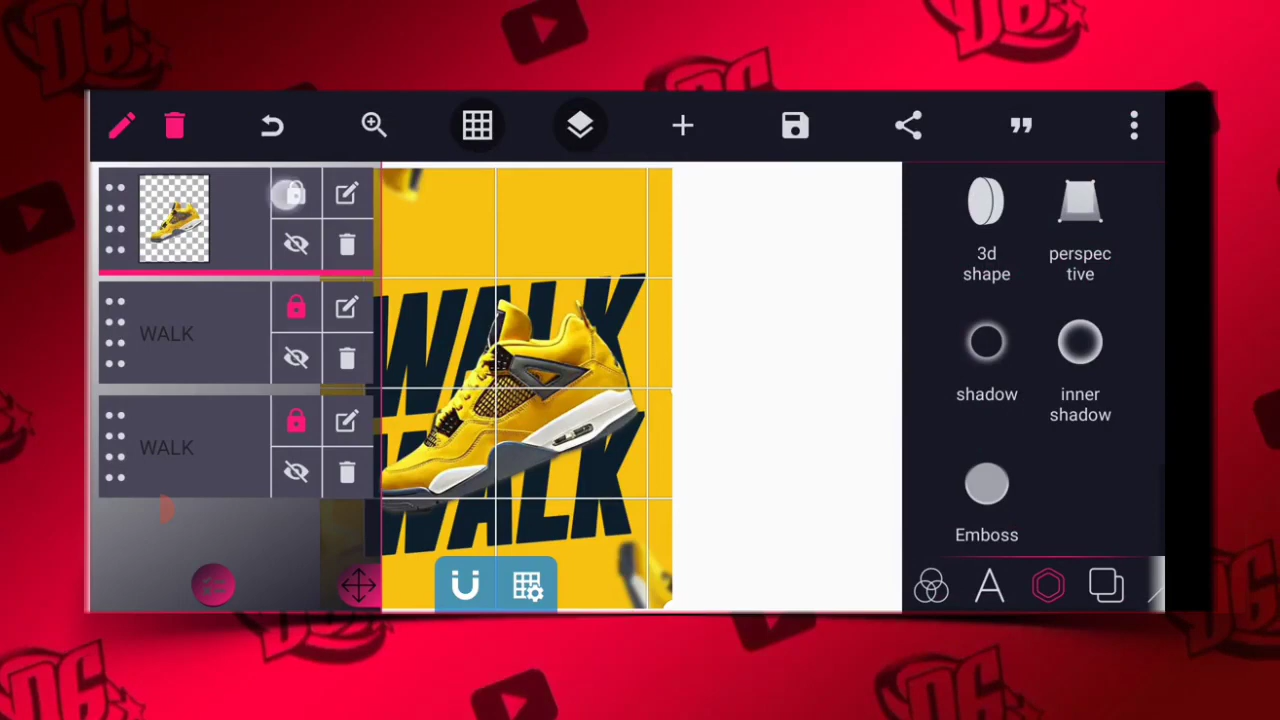 3d
shape
perspec
tive
WALK
WALK
WALK
WALK
shadow
inner
shadow
Emboss